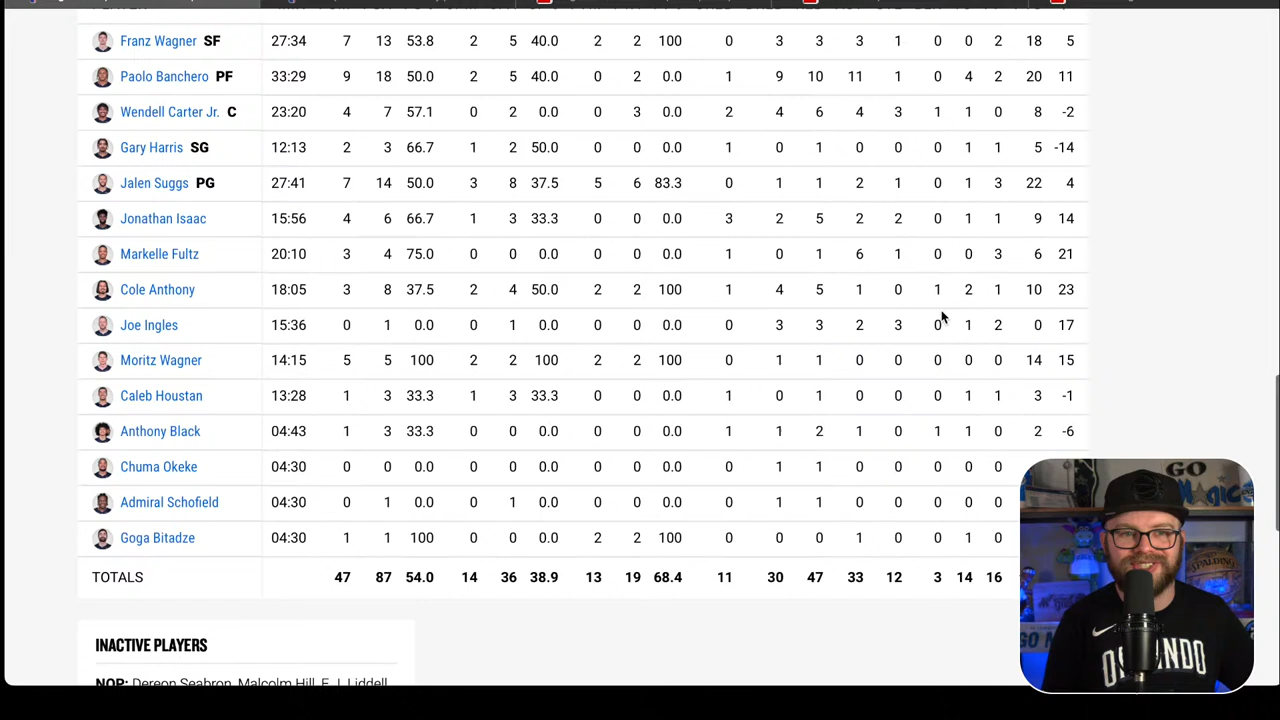 Franz Wagner SF 27:34 7 13 53.8 2 5 40.0 2 2 100 0 3 3 3 1 0 0 2 18 5
Paolo Banchero PF 33:29 9 18 50.0 2 5 40.0 0 2 0.0 1 9 10 11 1 0 4 2 20 11
Wendell Carter Jr. C 23:20 4 7 57.1 0 2 0.0 0 3 0.0 2 4 6 4 3 1 1 0 8 -2
Gary Harris SG 12:13 2 3 66.7 1 2 50.0 0 0 0.0 1 0 1 0 0 0 1 1 5 -14
Jalen Suggs PG 27:41 7 14 50.0 3 8 37.5 5 6 83.3 0 1 1 2 1 0 1 3 22 4
Jonathan Isaac 15:56 4 6 66.7 1 3 33.3 0 0 0.0 3 2 5 2 2 0 1 1 9 14
Markelle Fultz 20:10 3 4 75.0 0 0 0.0 0 0 0.0 1 0 1 6 1 0 0 3 6 21
Cole Anthony 18:05 3 8 37.5 2 4 50.0 2 2 100 1 4 5 1 0 1 2 1 10 23
Joe Ingles 15:36 0 1 0.0 0 1 0.0 0 0 0.0 0 3 3 2 3 0 1 2 0 17
Moritz Wagner 14:15 5 5 100 2 2 100 2 2 100 0 1 1 0 0 0 0 0 14 15
Caleb Houstan 13:28 1 3 33.3 1 3 33.3 0 0 0.0 1 0 1 0 0 0 1 1 3 -1
Anthony Black 04:43 1 3 33.3 0 0 0.0 0 0 0.0 1 1 2 1 0 1 1 0 2 -6
Chuma Okeke 04:30 0 0 0.0 0 0 0.0 0 0 0.0 0 1 1 0 0 0 0 0
Admiral Schofield 04:30 0 1 0.0 0 1 0.0 0 0 0.0 0 1 1 0 0 0 0 0
Goga Bitadze 04:30 1 1 100 0 0 0.0 2 2 100 0 0 0 1 0 0 1 0
TOTALS 47 87 54.0 14 36 38.9 13 19 68.4 11 30 47 33 12 3 14 16
INACTIVE PLAYERS
NOP: Dereon Seabron, Malcolm Hill, E.J. Liddell
GO
Magic
SPALDING
GO